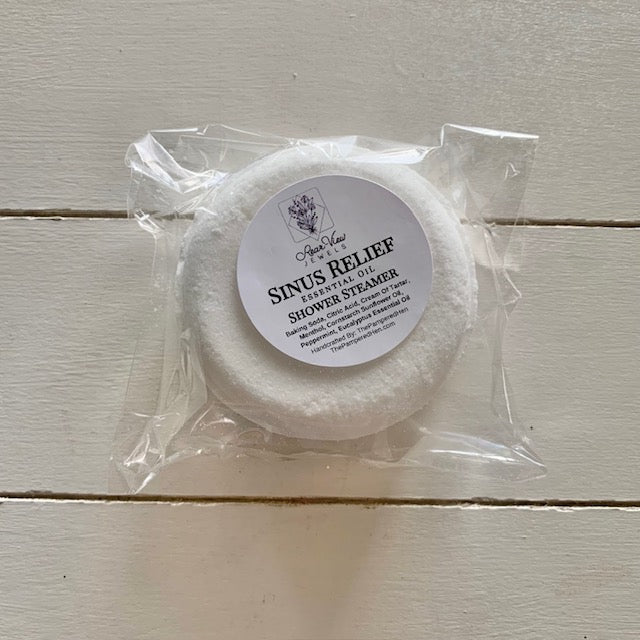 Rear View
JEWELS
SINUS RELIEF
ESSENTIAL OIL
SHOWER STEAMER
Baking Soda, Citric Acid, Cream Of Tartar,
Menthol, Cornstarch Sunflower Oil,
Peppermint, Eucalyptus Essential Oil
Handcrafted By: ThePamperedHen
ThePamperedHen.com